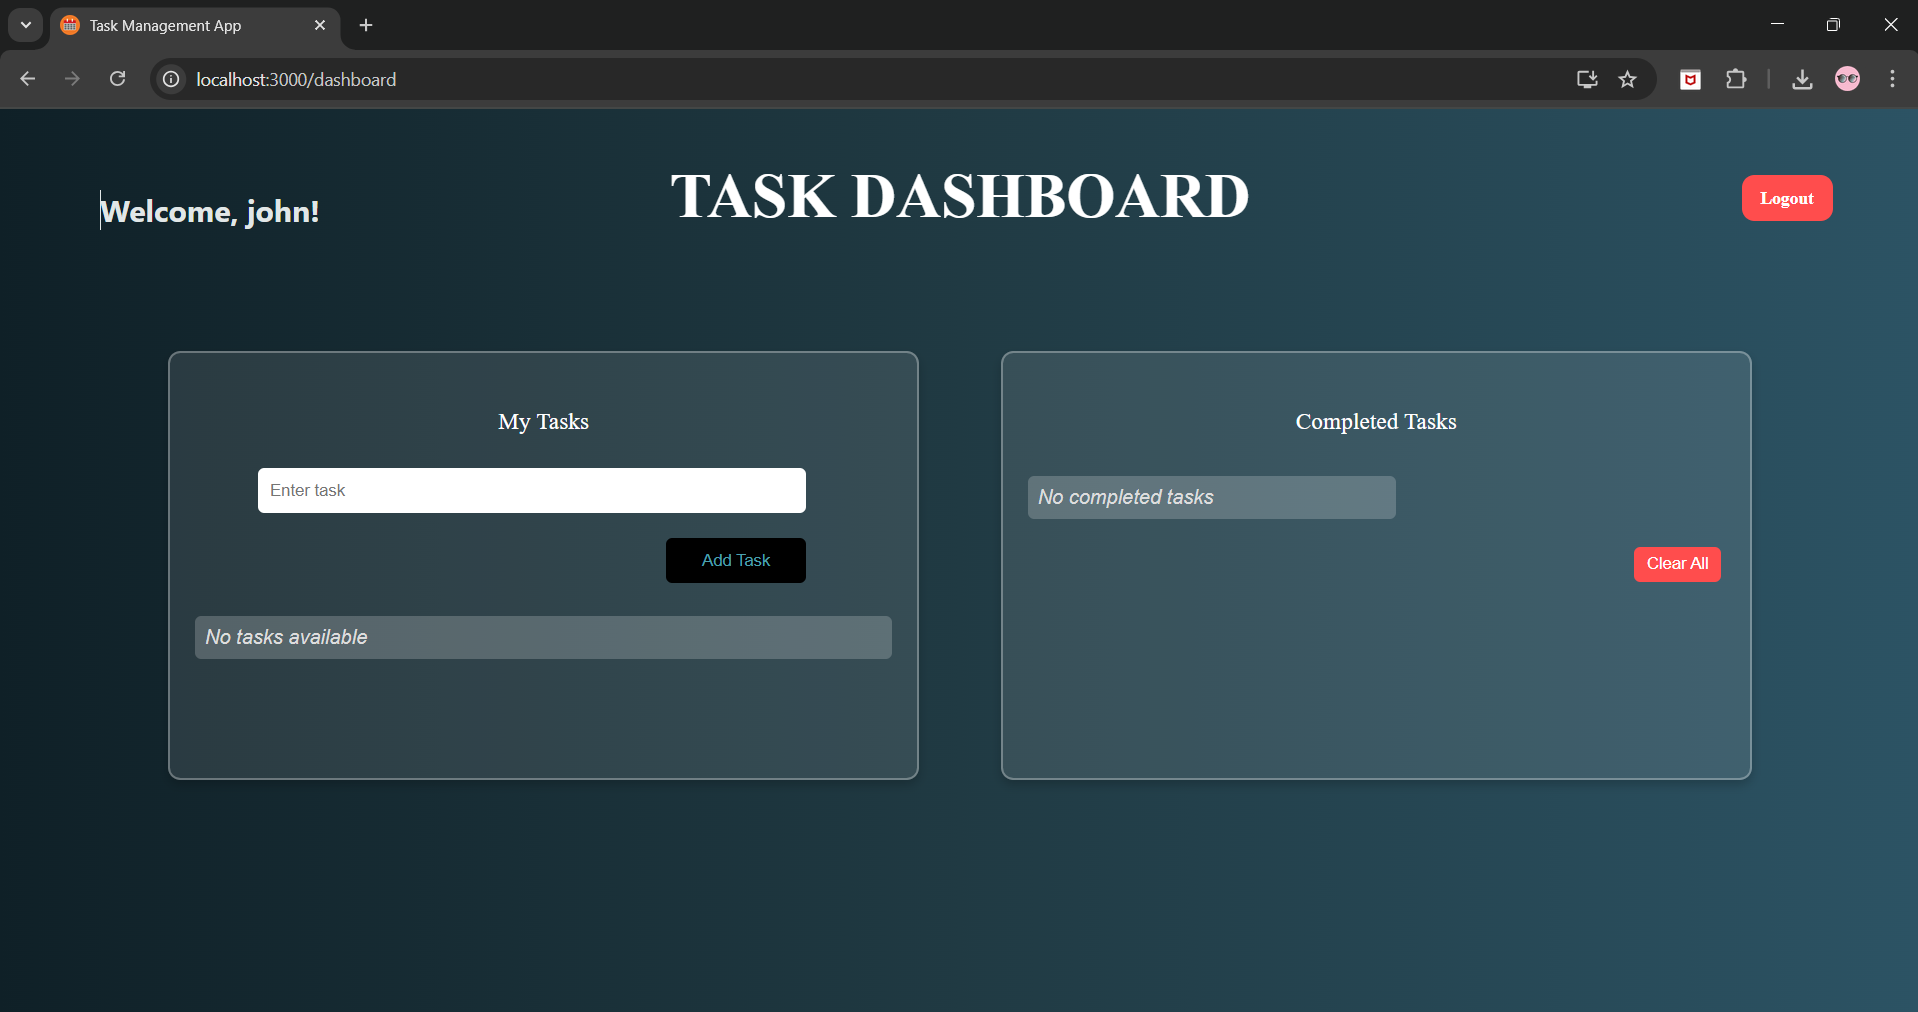 Task Management App
localhost:3000/dashboard
Welcome, john!
TASK DASHBOARD
Logout
My Tasks
Enter task
Add Task
No tasks available
Completed Tasks
No completed tasks
Clear All